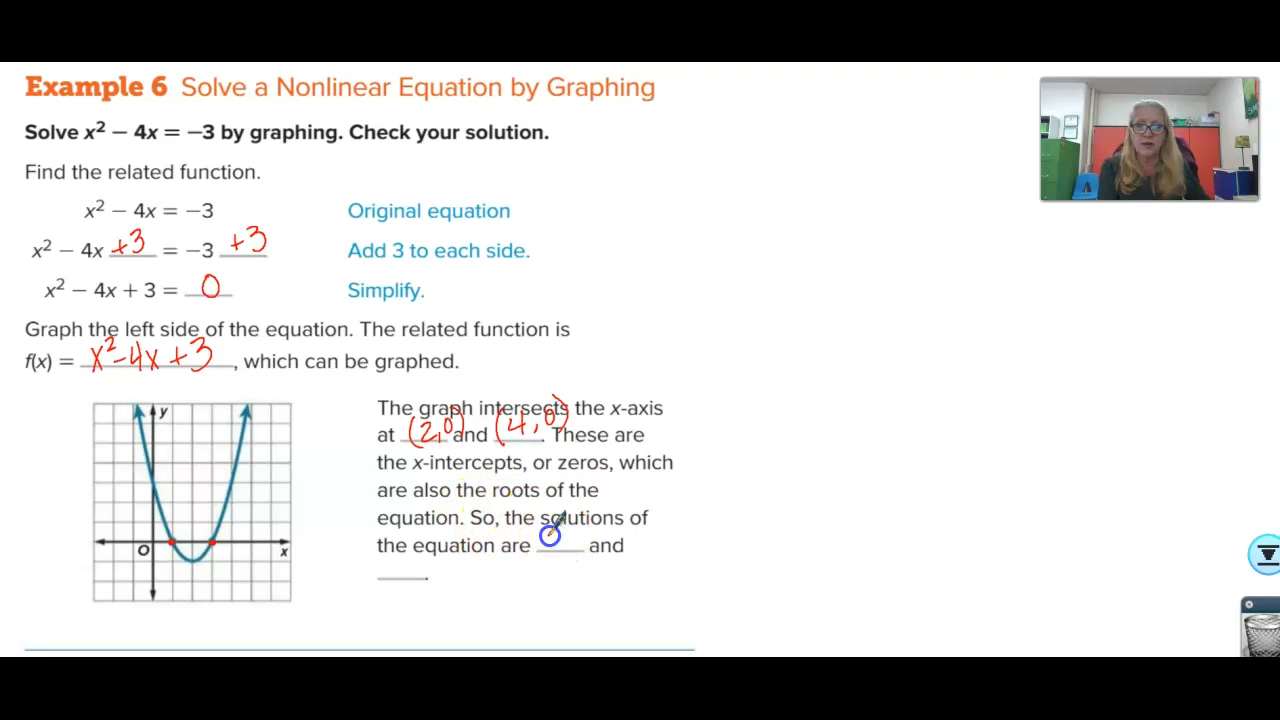 Example 6 Solve a Nonlinear Equation by Graphing
Solve x² − 4x = −3 by graphing. Check your solution.
Find the related function.
x² − 4x = −3 Original equation
x² − 4x +3 = −3 +3 Add 3 to each side.
x² − 4x + 3 = 0 Simplify.
Graph the left side of the equation. The related function is
f(x) = x²-4x+3, which can be graphed.
The graph intersects the x-axis
at (2,0) and (4,0). These are
the x-intercepts, or zeros, which
are also the roots of the
equation. So, the solutions of
the equation are ____ and
____.
y
O
x